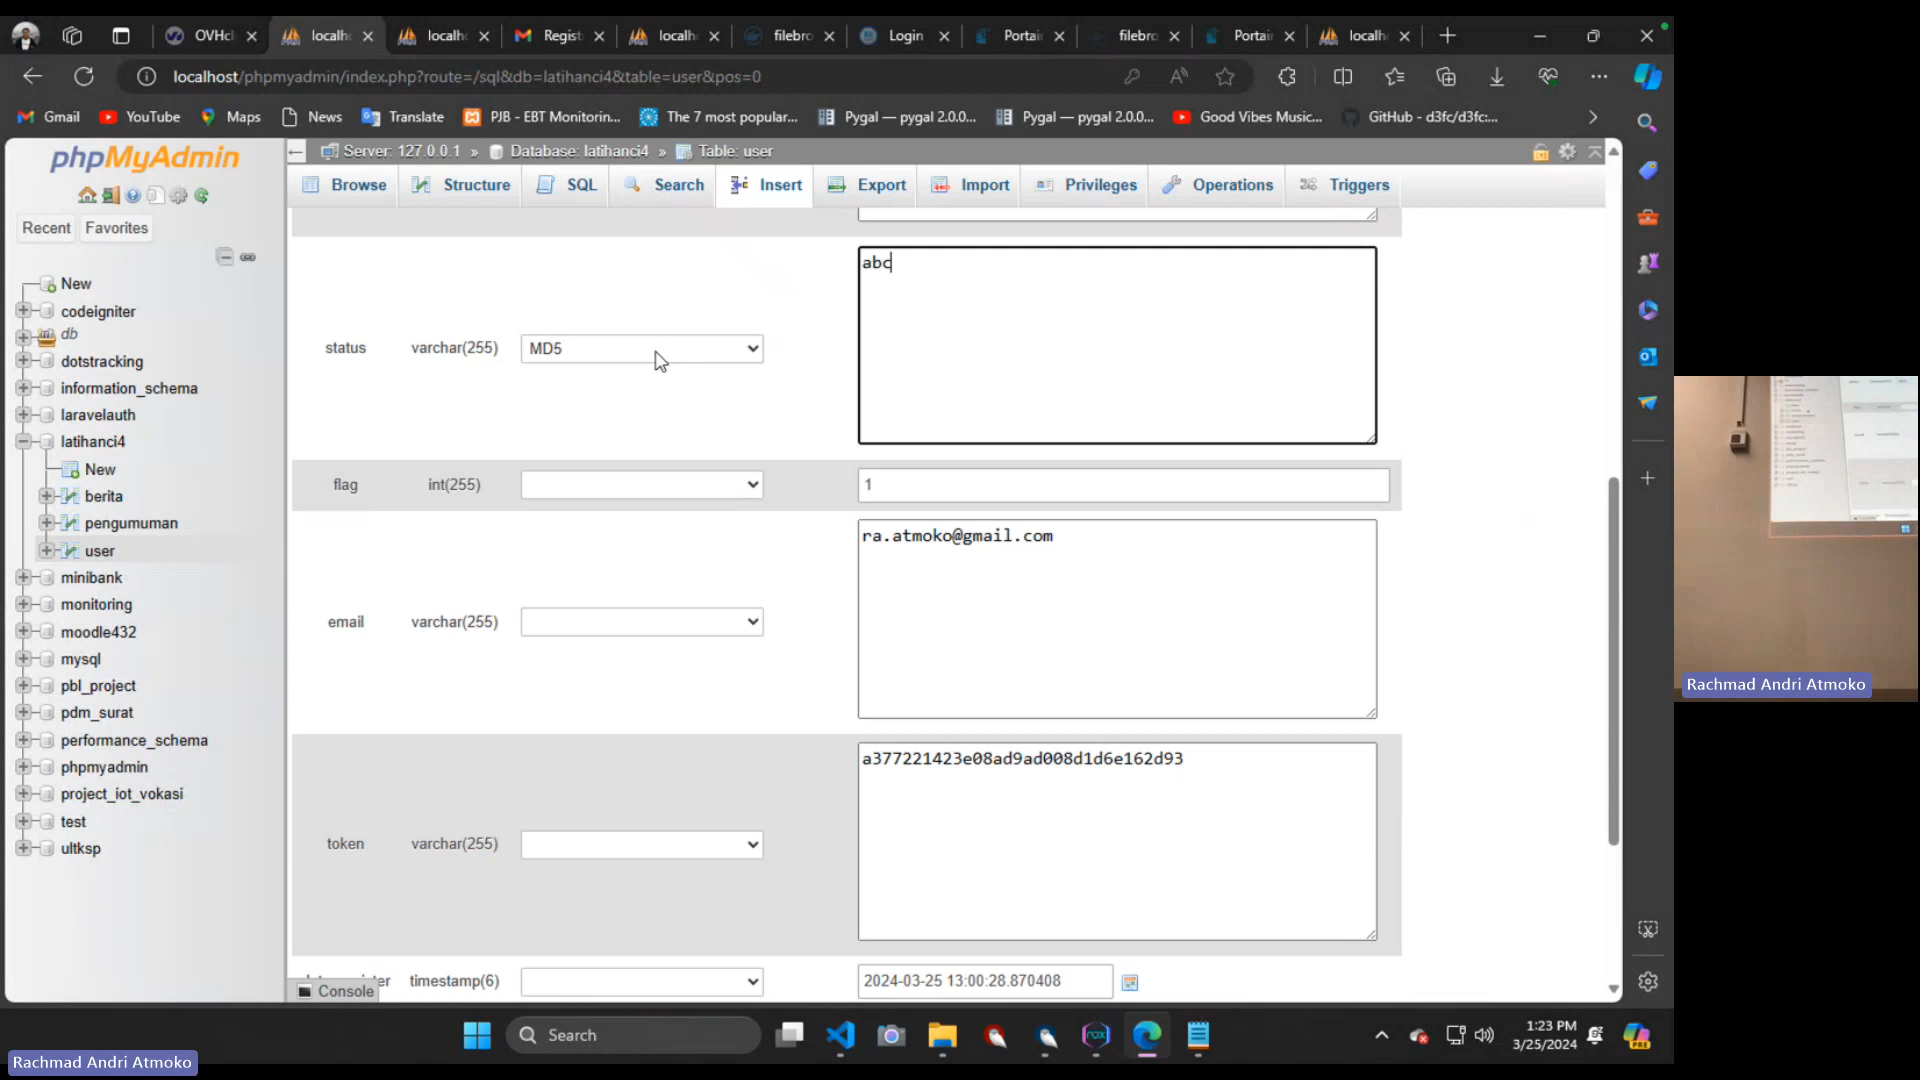 OVHcl
localh
localh
Regist
localh
filebro
Login
Portair
filebro
Portair
localh
localhost/phpmyadmin/index.php?route=/sql&db=latihanci4&table=user&pos=0
Gmail
YouTube
Maps
News
Translate
PJB - EBT Monitorin...
The 7 most popular...
Pygal — pygal 2.0.0...
Pygal — pygal 2.0.0...
Good Vibes Music...
GitHub - d3fc/d3fc:...
phpMyAdmin
Server: 127.0.0.1 » Database: latihanci4 » Table: user
Browse
Structure
SQL
Search
Insert
Export
Import
Privileges
Operations
Triggers
Recent
Favorites
New
codeigniter
db
dotstracking
information_schema
laravelauth
latihanci4
New
berita
pengumuman
user
minibank
monitoring
moodle432
mysql
pbl_project
pdm_surat
performance_schema
phpmyadmin
project_iot_vokasi
test
ultksp
status varchar(255) MD5 abc
flag int(255) 1
email varchar(255) ra.atmoko@gmail.com
token varchar(255) a377221423e08ad9ad008d1d6e162d93
er timestamp(6) 2024-03-25 13:00:28.870408
Console
Rachmad Andri Atmoko
Search
1:23 PM
3/25/2024
PRE
Rachmad Andri Atmoko